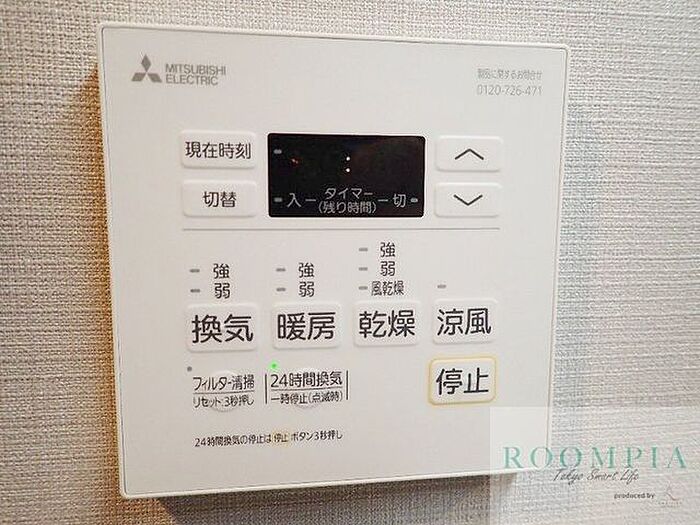 MITSUBISHI
ELECTRIC
製品に関するお問合せ
0120-726-471
現在時刻
:
切替
タイマー
入 ー (残り時間) ー 切
強
強
弱
強
弱
弱
風乾燥
換気
暖房
乾燥
涼風
フィルター清掃
リセット:3秒押し
24時間換気
一時停止(点滅時)
停止
24時間換気の停止は 停止 ボタン3秒押し
ROOMPIA
Tokyo Smart Life
produced by